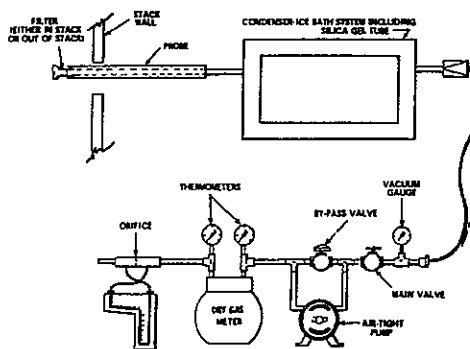 FILTER
(EITHER IN STACK
OR OUT OF STACK)
STACK
WALL
PROBE
CONDENSER-ICE BATH SYSTEM INCLUDING
SILICA GEL TUBE
THERMOMETERS
ORIFICE
DRY GAS
METER
BY-PASS VALVE
VACUUM
GAUGE
MAIN VALVE
AIR-TIGHT
PUMP